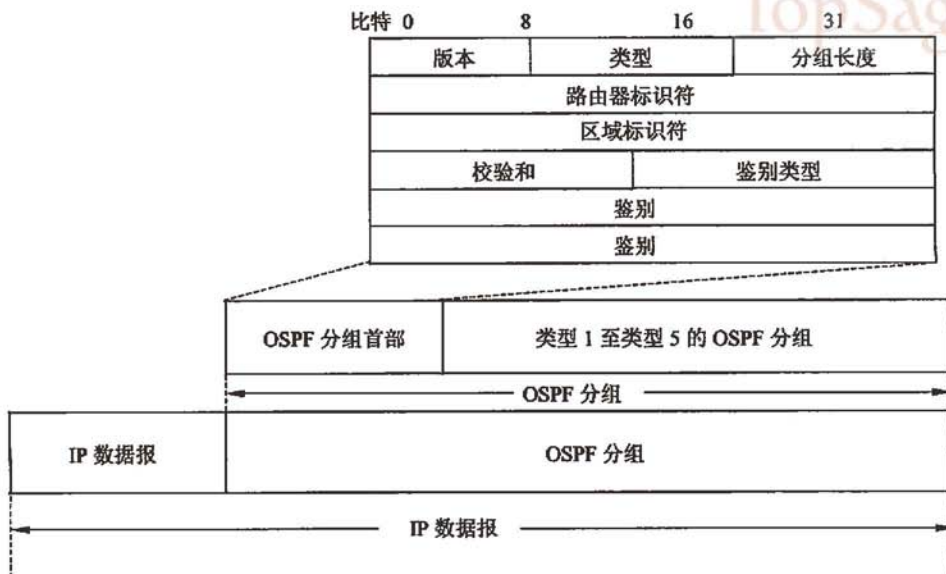 TopSag
比特 0 8 16 31
版本 类型 分组长度
路由器标识符
区域标识符
校验和 鉴别类型
鉴别
鉴别
OSPF 分组首部 类型 1 至类型 5 的 OSPF 分组
OSPF 分组
IP 数据报 OSPF 分组
IP 数据报